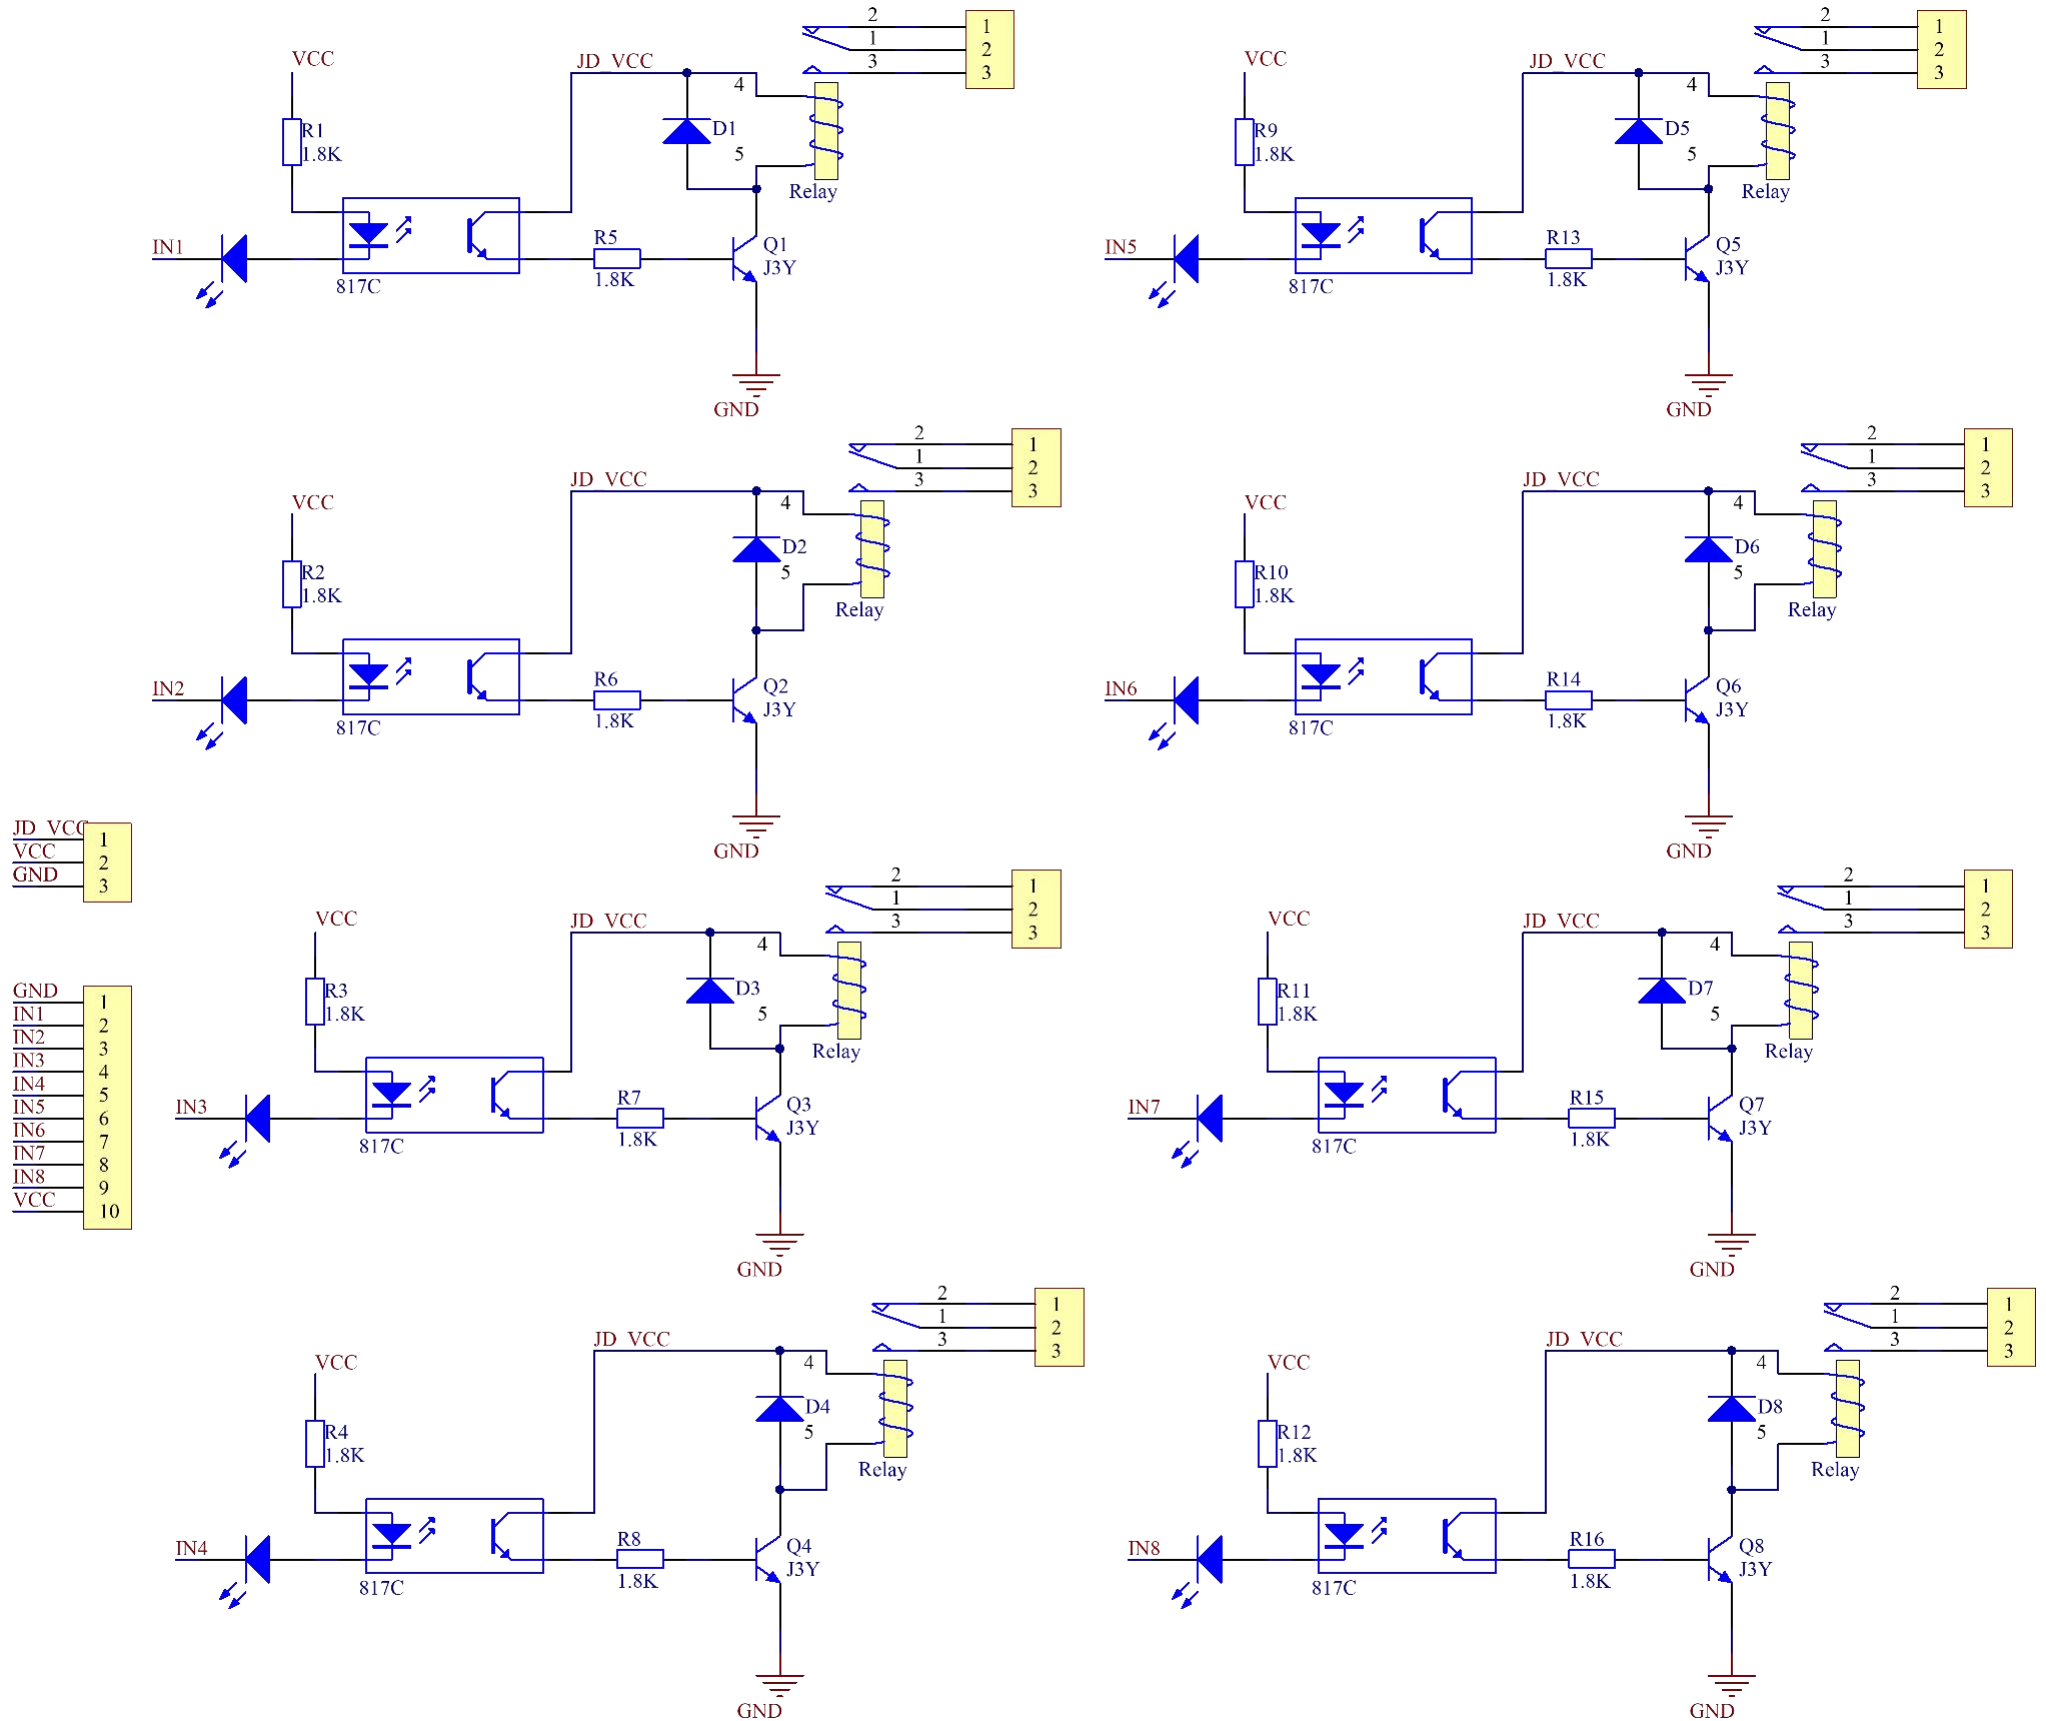 VCC
R1
1.8K
IN1
817C
JD_VCC
R5
1.8K
D1
4
5
Relay
Q1
J3Y
GND
2
1
3
1
2
3
VCC
R9
1.8K
IN5
817C
JD_VCC
R13
1.8K
D5
4
5
Relay
Q5
J3Y
GND
2
1
3
1
2
3
VCC
R2
1.8K
IN2
817C
JD_VCC
R6
1.8K
D2
4
5
Relay
Q2
J3Y
GND
2
1
3
1
2
3
VCC
R10
1.8K
IN6
817C
JD_VCC
R14
1.8K
D6
4
5
Relay
Q6
J3Y
GND
2
1
3
1
2
3
JD_VCC 1
VCC 2
GND 3
GND 1
IN1 2
IN2 3
IN3 4
IN4 5
IN5 6
IN6 7
IN7 8
IN8 9
VCC 10
VCC
R3
1.8K
IN3
817C
JD_VCC
R7
1.8K
D3
4
5
Relay
Q3
J3Y
GND
2
1
3
1
2
3
VCC
R11
1.8K
IN7
817C
JD_VCC
R15
1.8K
D7
4
5
Relay
Q7
J3Y
GND
2
1
3
1
2
3
VCC
R4
1.8K
IN4
817C
JD_VCC
R8
1.8K
D4
4
5
Relay
Q4
J3Y
GND
2
1
3
1
2
3
VCC
R12
1.8K
IN8
817C
JD_VCC
R16
1.8K
D8
4
5
Relay
Q8
J3Y
GND
2
1
3
1
2
3